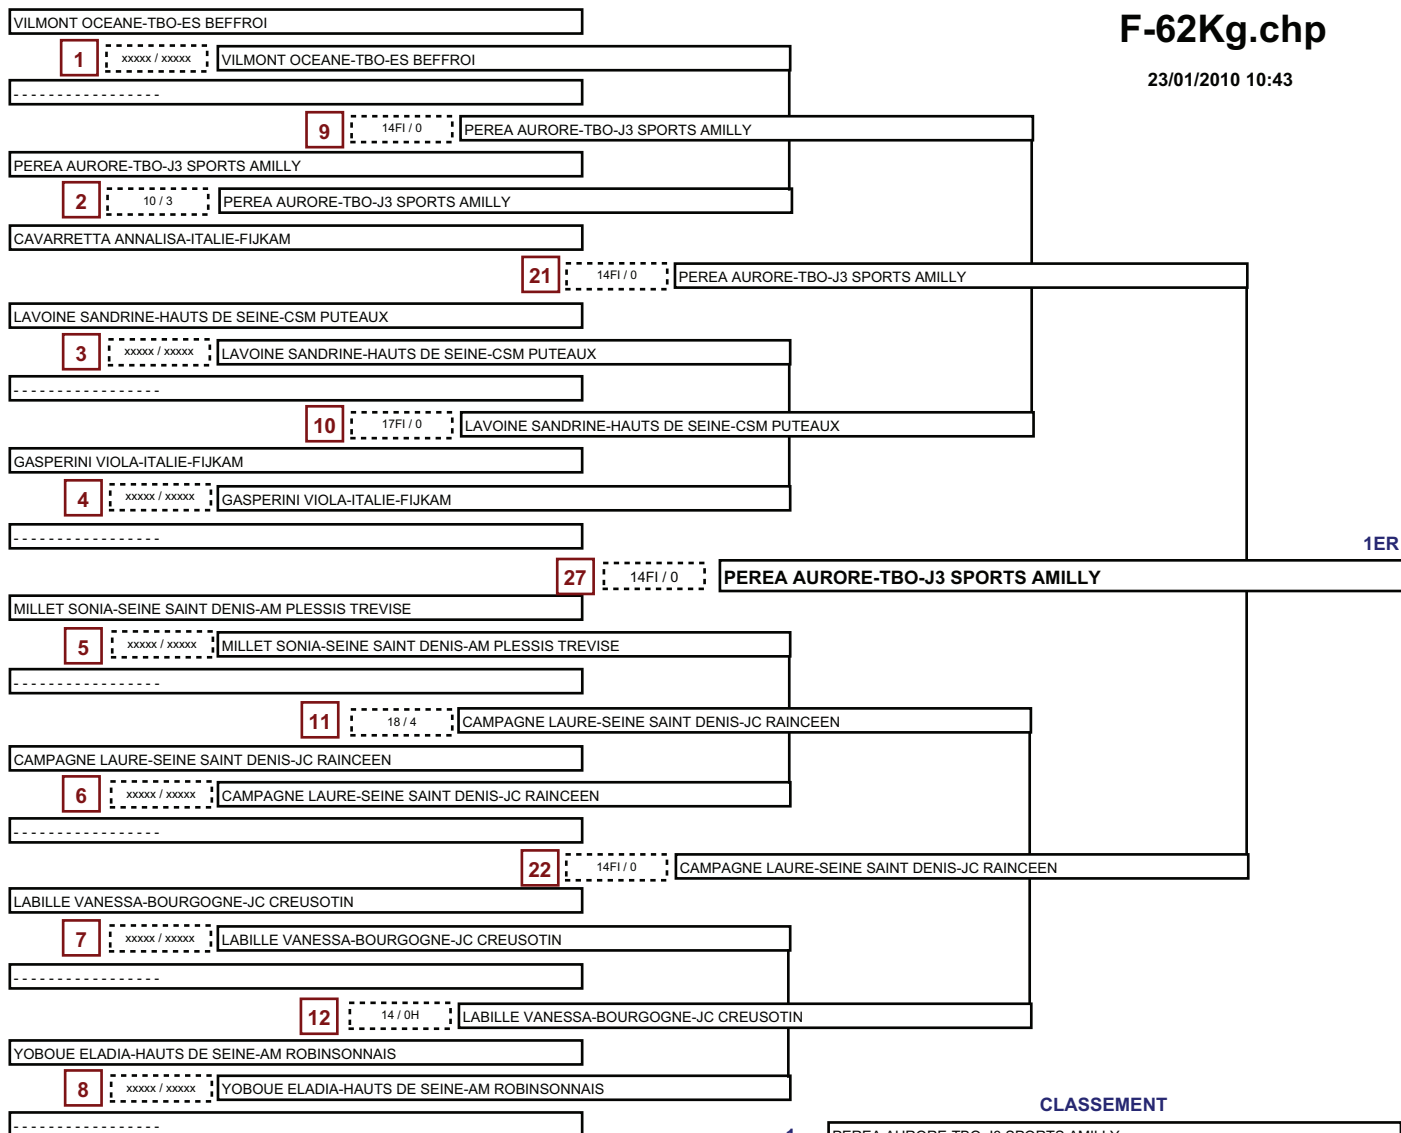 VILMONT OCEANE-TBO-ES BEFFROI
F-62Kg.chp
1 xxxxx / xxxxx VILMONT OCEANE-TBO-ES BEFFROI
23/01/2010 10:43
- - - - - - - - - - - - - - - - -
9 14FI / 0 PEREA AURORE-TBO-J3 SPORTS AMILLY
PEREA AURORE-TBO-J3 SPORTS AMILLY
2 10 / 3 PEREA AURORE-TBO-J3 SPORTS AMILLY
CAVARRETTA ANNALISA-ITALIE-FIJKAM
21 14FI / 0 PEREA AURORE-TBO-J3 SPORTS AMILLY
LAVOINE SANDRINE-HAUTS DE SEINE-CSM PUTEAUX
3 xxxxx / xxxxx LAVOINE SANDRINE-HAUTS DE SEINE-CSM PUTEAUX
- - - - - - - - - - - - - - - - -
10 17FI / 0 LAVOINE SANDRINE-HAUTS DE SEINE-CSM PUTEAUX
GASPERINI VIOLA-ITALIE-FIJKAM
4 xxxxx / xxxxx GASPERINI VIOLA-ITALIE-FIJKAM
- - - - - - - - - - - - - - - - -
1ER
27 14FI / 0 PEREA AURORE-TBO-J3 SPORTS AMILLY
MILLET SONIA-SEINE SAINT DENIS-AM PLESSIS TREVISE
5 xxxxx / xxxxx MILLET SONIA-SEINE SAINT DENIS-AM PLESSIS TREVISE
- - - - - - - - - - - - - - - - -
11 18 / 4 CAMPAGNE LAURE-SEINE SAINT DENIS-JC RAINCEEN
CAMPAGNE LAURE-SEINE SAINT DENIS-JC RAINCEEN
6 xxxxx / xxxxx CAMPAGNE LAURE-SEINE SAINT DENIS-JC RAINCEEN
- - - - - - - - - - - - - - - - -
22 14FI / 0 CAMPAGNE LAURE-SEINE SAINT DENIS-JC RAINCEEN
LABILLE VANESSA-BOURGOGNE-JC CREUSOTIN
7 xxxxx / xxxxx LABILLE VANESSA-BOURGOGNE-JC CREUSOTIN
- - - - - - - - - - - - - - - - -
12 14 / 0H LABILLE VANESSA-BOURGOGNE-JC CREUSOTIN
YOBOUE ELADIA-HAUTS DE SEINE-AM ROBINSONNAIS
8 xxxxx / xxxxx YOBOUE ELADIA-HAUTS DE SEINE-AM ROBINSONNAIS
CLASSEMENT
- - - - - - - - - - - - - - - - -
1 PEREA AURORE-TBO-J3 SPORTS AMILLY